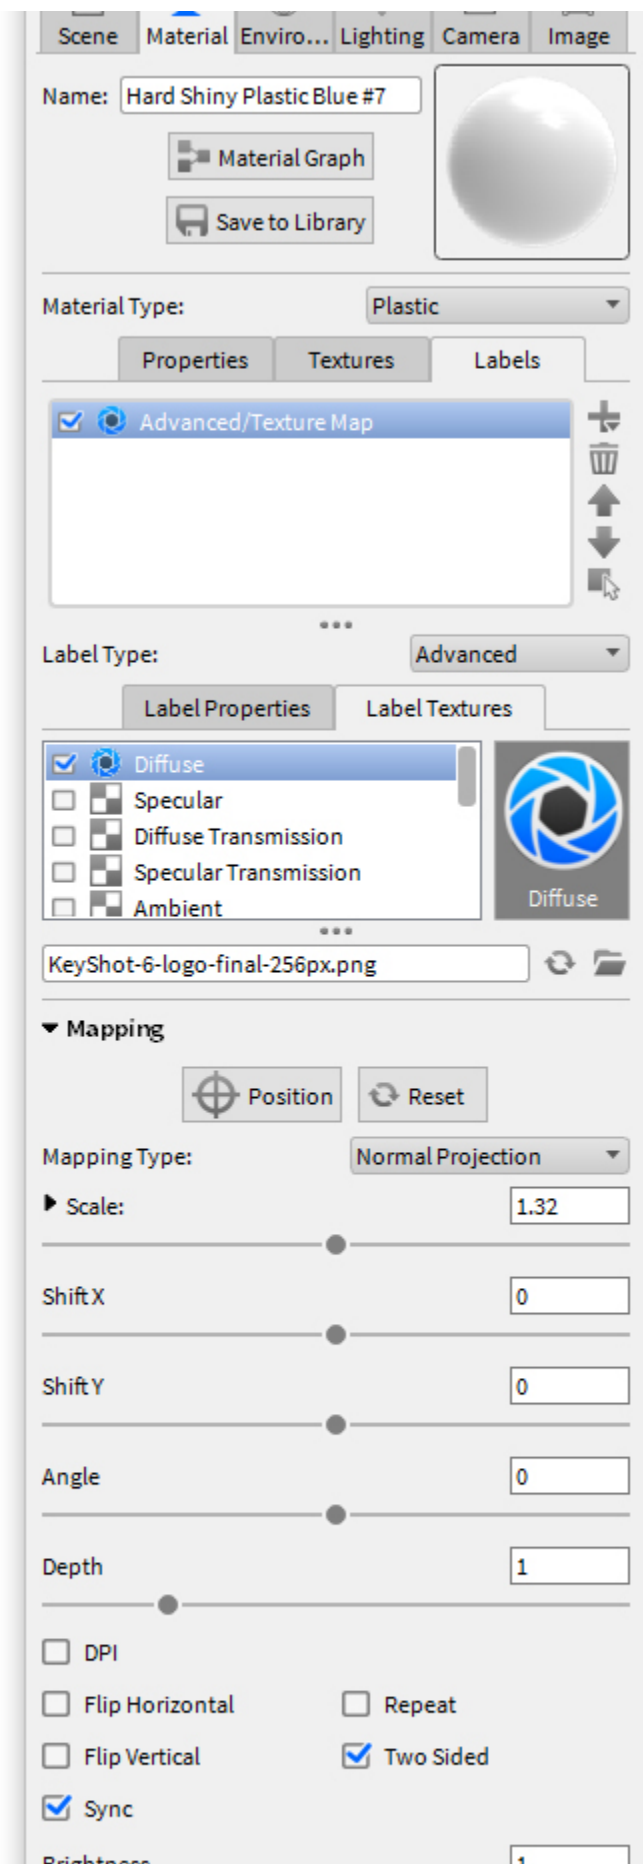 Scene Material Enviro... Lighting Camera Image
Name: Hard Shiny Plastic Blue #7
Material Graph
Save to Library
Material Type: Plastic
Properties Textures Labels
Advanced/Texture Map
Label Type: Advanced
Label Properties Label Textures
Diffuse
Specular
Diffuse Transmission
Specular Transmission
Ambient
Diffuse
KeyShot-6-logo-final-256px.png
Mapping
Position Reset
Mapping Type: Normal Projection
Scale: 1.32
Shift X 0
Shift Y 0
Angle 0
Depth 1
DPI
Flip Horizontal Repeat
Flip Vertical Two Sided
Sync
Brightness 1